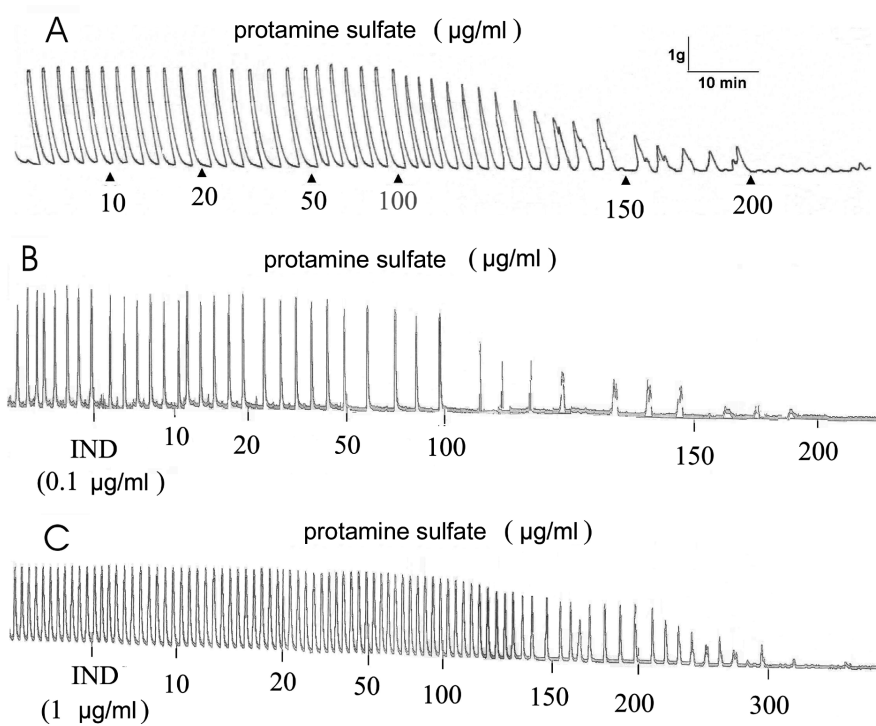 A
protamine sulfate ( µg/ml )
1g
10 min
10 20 50 100 150 200
B
protamine sulfate ( µg/ml )
IND 10 20 50 100 150 200
(0.1 µg/ml )
C
protamine sulfate ( µg/ml )
IND 10 20 50 100 150 200 300
(1 µg/ml )